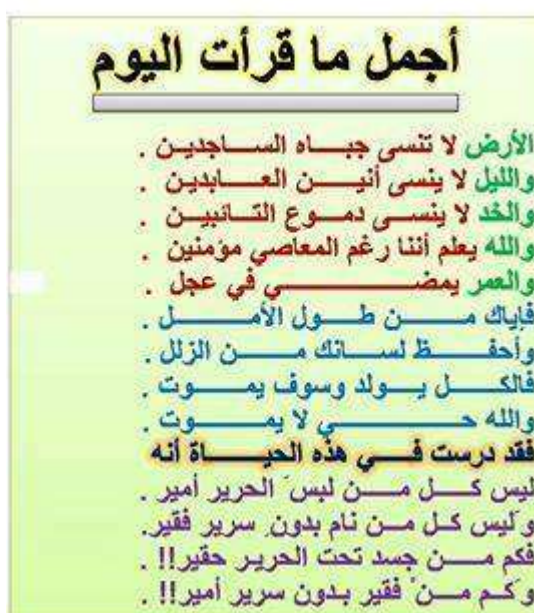 أجمل ما قرأت اليوم
الأرض لا تنسى جباه الساجدين .
والليل لا ينسى أنين العابدين .
والخد لا ينسى دموع التانبين .
والله يعلم أننا رغم المعاصي مؤمنين .
والعمر يمضي في عجل .
فإياك من طول الأمل .
وأحفظ لسانك من الزلل .
فالكل يولد وسوف يموت .
والله حي لا يموت .
فقد درست في هذه الحياة أنه
ليس كل من لبسَ الحرير أمير .
وليس كل من نام بدون سرير فقير.
فكم من جسد تحت الحرير حقير!! .
وكم منْ فقير بدون سرير أمير!! .